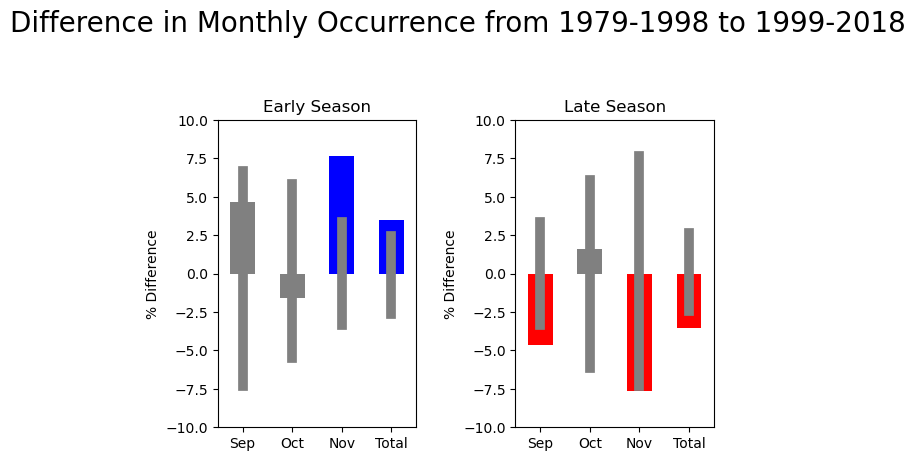 Difference in Monthly Occurrence from 1979-1998 to 1999-2018
Early Season
% Difference
10.0
7.5
5.0
2.5
0.0
−2.5
−5.0
−7.5
−10.0
Sep Oct Nov Total
Late Season
% Difference
10.0
7.5
5.0
2.5
0.0
−2.5
−5.0
−7.5
−10.0
Sep Oct Nov Total